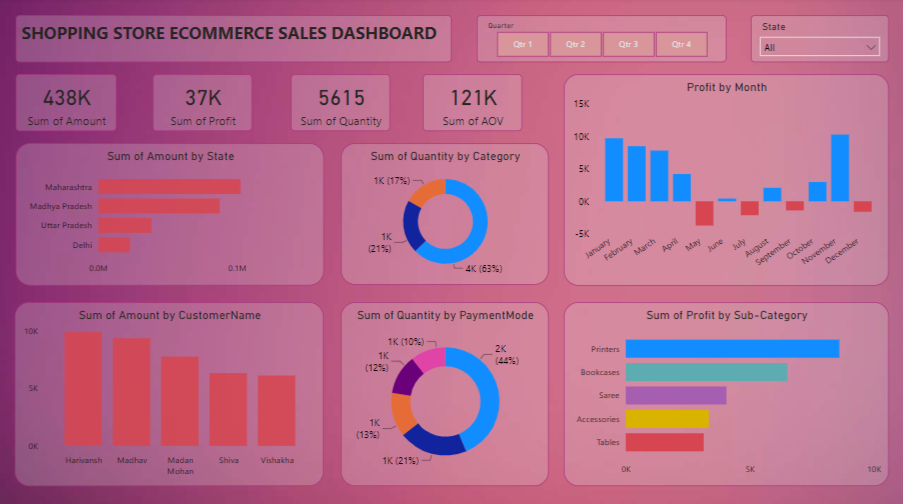 SHOPPING STORE ECOMMERCE SALES DASHBOARD
Quarter
Qtr 1
Qtr 2
Qtr 3
Qtr 4
State
All
438K
Sum of Amount
37K
Sum of Profit
5615
Sum of Quantity
121K
Sum of AOV
Profit by Month
15K
10K
5K
0K
-5K
January
February
March
April
May
June
July
August
September
October
November
December
Sum of Amount by State
Maharashtra
Madhya Pradesh
Uttar Pradesh
Delhi
0.0M
0.1M
Sum of Quantity by Category
1K (17%)
1K
(21%)
4K (63%)
Sum of Amount by CustomerName
10K
5K
0K
Harivansh
Madhav
Madan
Mohan
Shiva
Vishakha
Sum of Quantity by PaymentMode
1K (10%)
1K
(12%)
2K
(44%)
1K
(13%)
1K (21%)
Sum of Profit by Sub-Category
Printers
Bookcases
Saree
Accessories
Tables
0K
5K
10K